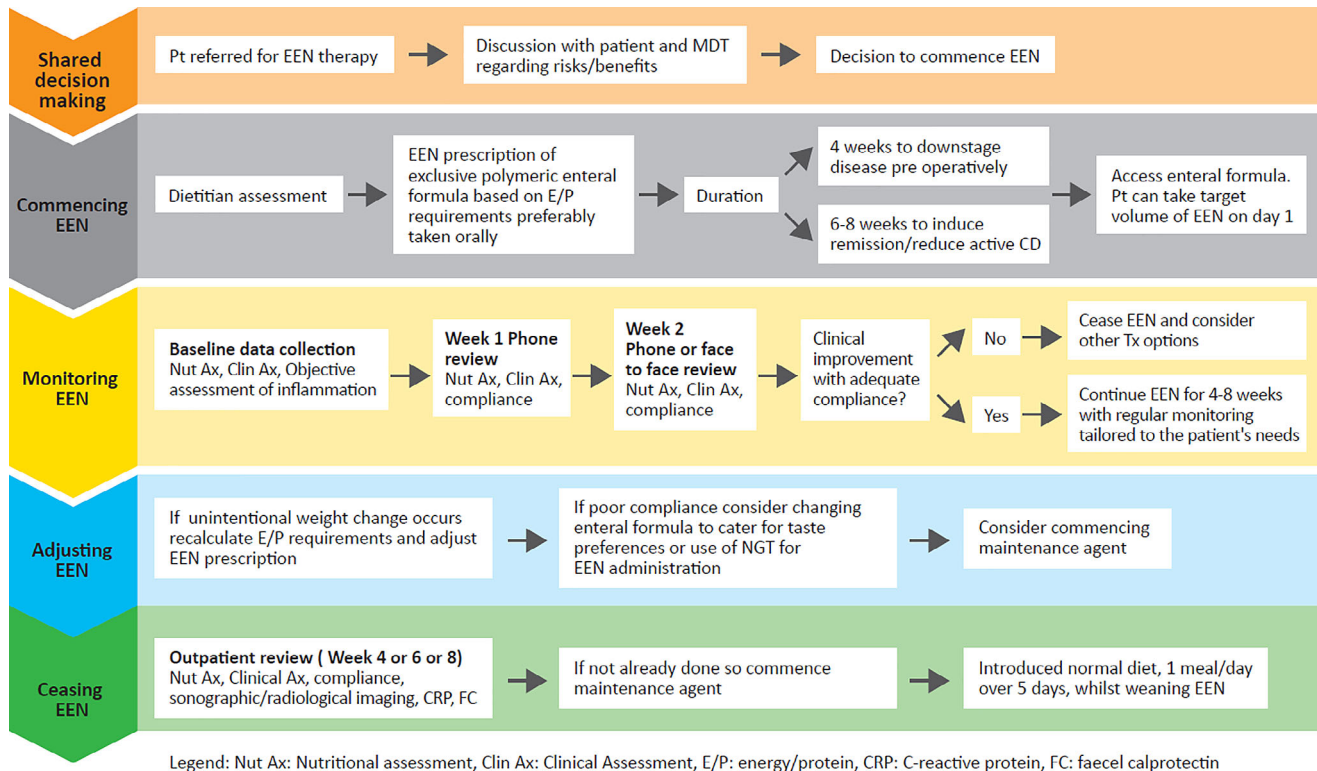 Shared
decision
making
Pt referred for EEN therapy
Discussion with patient and MDT
regarding risks/benefits
Decision to commence EEN
Commencing
EEN
Dietitian assessment
EEN prescription of
exclusive polymeric enteral
formula based on E/P
requirements preferably
taken orally
Duration
4 weeks to downstage
disease pre operatively
6-8 weeks to induce
remission/reduce active CD
Access enteral formula.
Pt can take target
volume of EEN on day 1
Monitoring
EEN
Baseline data collection
Nut Ax, Clin Ax, Objective
assessment of inflammation
Week 1 Phone
review
Nut Ax, Clin Ax,
compliance
Week 2
Phone or face
to face review
Nut Ax, Clin Ax,
compliance
Clinical
improvement
with adequate
compliance?
No
Cease EEN and consider
other Tx options
Yes
Continue EEN for 4-8 weeks
with regular monitoring
tailored to the patient's needs
Adjusting
EEN
If unintentional weight change occurs
recalculate E/P requirements and adjust
EEN prescription
If poor compliance consider changing
enteral formula to cater for taste
preferences or use of NGT for
EEN administration
Consider commencing
maintenance agent
Ceasing
EEN
Outpatient review ( Week 4 or 6 or 8)
Nut Ax, Clinical Ax, compliance,
sonographic/radiological imaging, CRP, FC
If not already done so commence
maintenance agent
Introduced normal diet, 1 meal/day
over 5 days, whilst weaning EEN
Legend: Nut Ax: Nutritional assessment, Clin Ax: Clinical Assessment, E/P: energy/protein, CRP: C-reactive protein, FC: faecel calprotectin